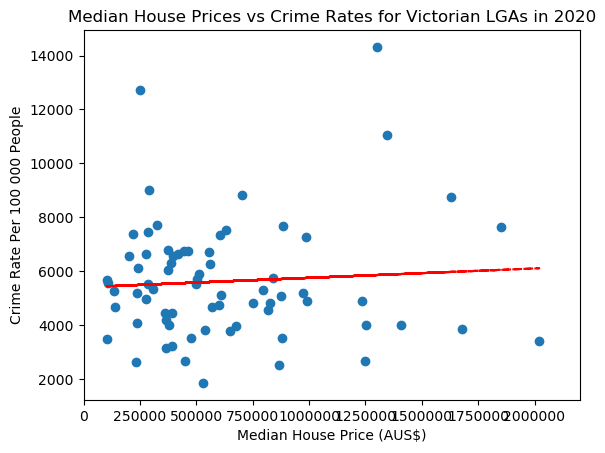 Median House Prices vs Crime Rates for Victorian LGAs in 2020
14000
12000
10000
8000
6000
4000
2000
Crime Rate Per 100 000 People
0 250000 500000 750000 1000000 1250000 1500000 1750000 2000000
Median House Price (AUS$)